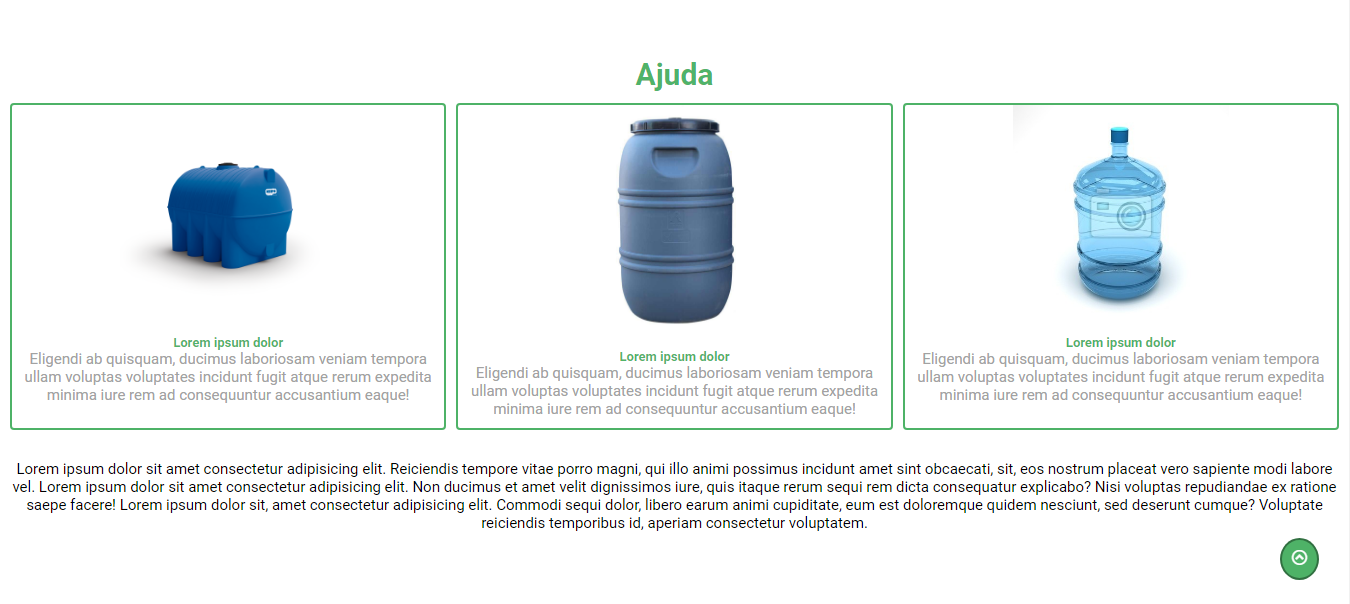 Ajuda
Lorem ipsum dolor
Eligendi ab quisquam, ducimus laboriosam veniam tempora
ullam voluptas voluptates incidunt fugit atque rerum expedita
minima iure rem ad consequuntur accusantium eaque!
Lorem ipsum dolor
Eligendi ab quisquam, ducimus laboriosam veniam tempora
ullam voluptas voluptates incidunt fugit atque rerum expedita
minima iure rem ad consequuntur accusantium eaque!
Lorem ipsum dolor
Eligendi ab quisquam, ducimus laboriosam veniam tempora
ullam voluptas voluptates incidunt fugit atque rerum expedita
minima iure rem ad consequuntur accusantium eaque!
Lorem ipsum dolor sit amet consectetur adipisicing elit. Reiciendis tempore vitae porro magni, qui illo animi possimus incidunt amet sint obcaecati, sit, eos nostrum placeat vero sapiente modi labore
vel. Lorem ipsum dolor sit amet consectetur adipisicing elit. Non ducimus et amet velit dignissimos iure, quis itaque rerum sequi rem dicta consequatur explicabo? Nisi voluptas repudiandae ex ratione
saepe facere! Lorem ipsum dolor sit, amet consectetur adipisicing elit. Commodi sequi dolor, libero earum animi cupiditate, eum est doloremque quidem nesciunt, sed deserunt cumque? Voluptate
reiciendis temporibus id, aperiam consectetur voluptatem.